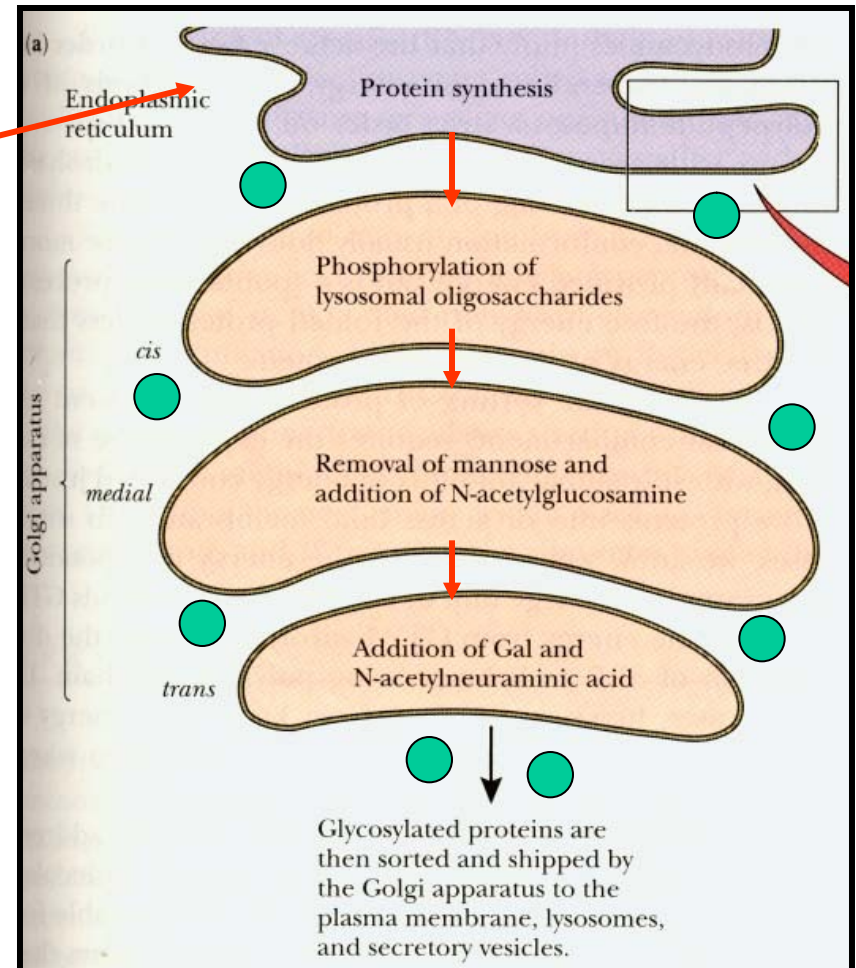 (a)
Protein synthesis
Endoplasmic
reticulum
Phosphorylation of
lysosomal oligosaccharides
cis
Golgi apparatus
medial
Removal of mannose and
addition of N-acetylglucosamine
trans
Addition of Gal and
N-acetylneuraminic acid
Glycosylated proteins are
then sorted and shipped by
the Golgi apparatus to the
plasma membrane, lysosomes,
and secretory vesicles.